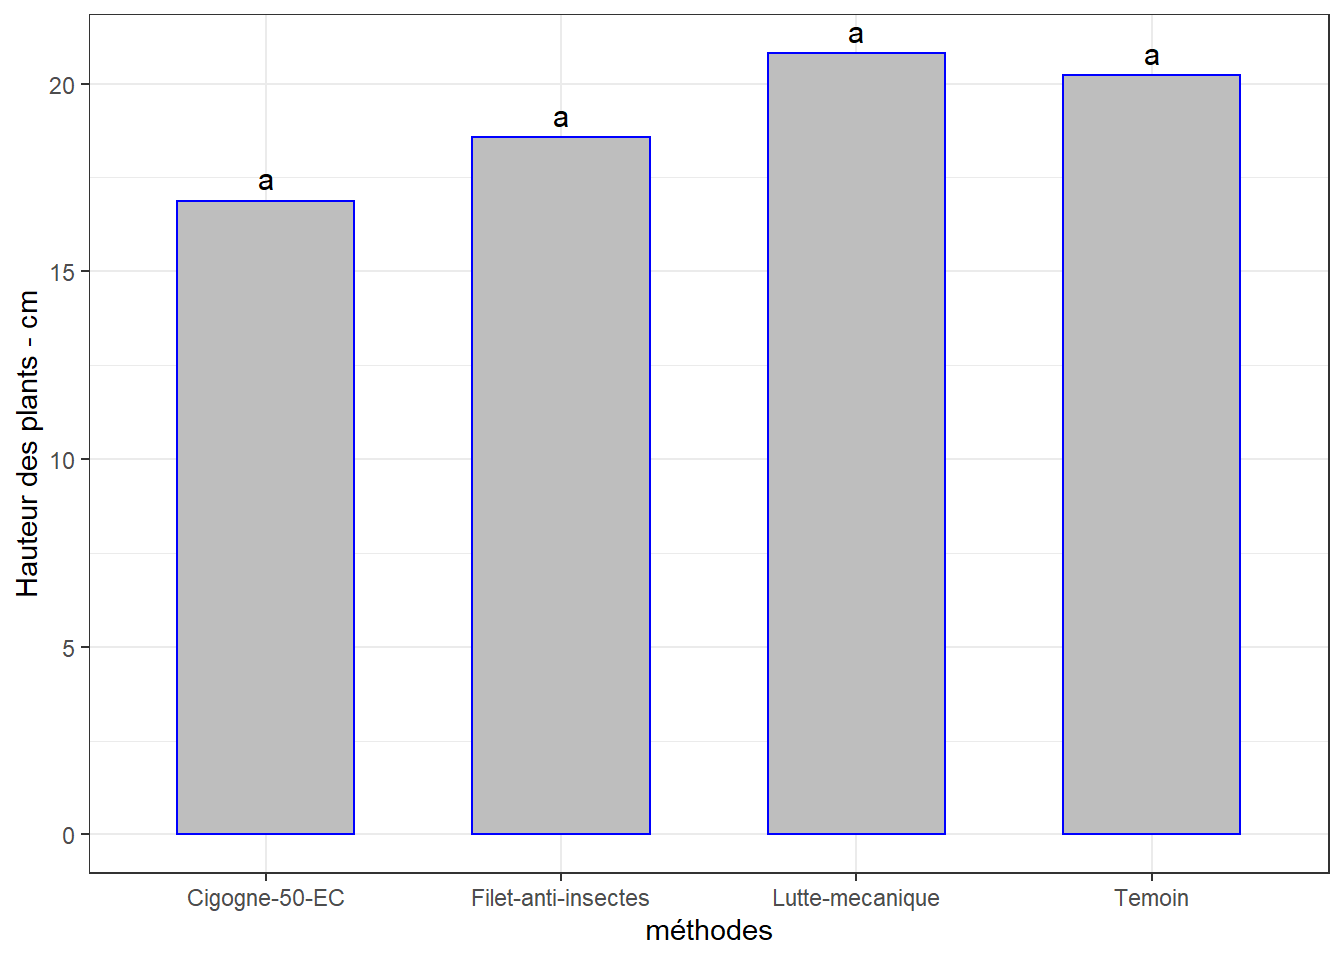 a
a
a
a
20
15
10
5
0
Hauteur des plants - cm
Cigogne-50-EC
Filet-anti-insectes
Lutte-mecanique
Temoin
méthodes